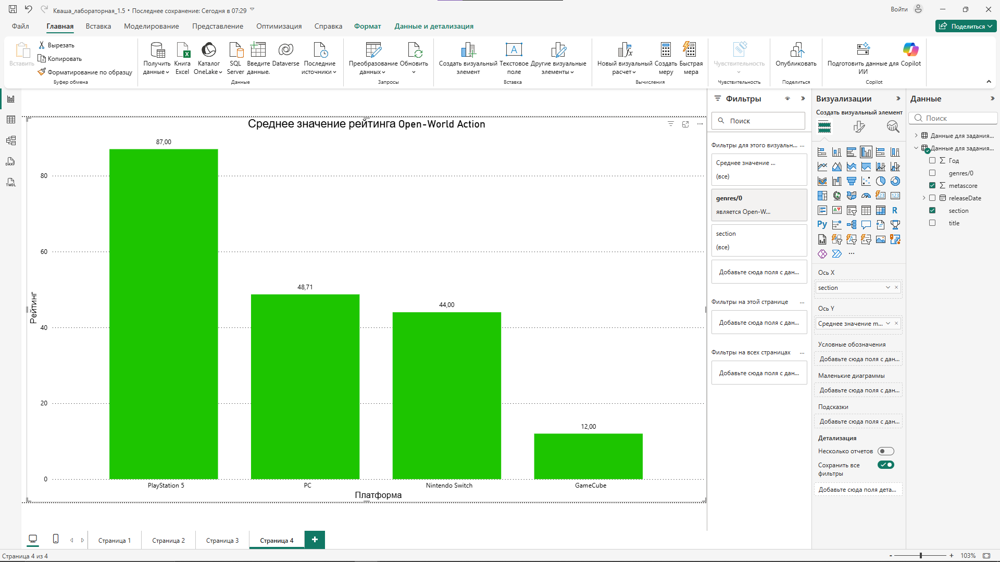 Кваша_лабораторная_1.5 • Последнее сохранение: Сегодня в 07:29
Войти
Файл
Главная
Вставка
Моделирование
Представление
Оптимизация
Справка
Формат
Данные и детализация
Поделиться
Вставить
Вырезать
Копировать
Форматирование по образцу
Буфер обмена
Получить данные
Книга Excel
Каталог OneLake
SQL Server
Введите данные.
Dataverse
Последние источники
Данные
Преобразование данных
Обновить
Запросы
Создать визуальный элемент
Текстовое поле
Другие визуальные элементы
Вставка
Новый визуальный расчет
Создать меру
Быстрая мера
Вычисления
Чувствительность
Чувствительность
Опубликовать
Поделиться
Подготовить данные для ИИ
Copilot
Copilot
DAX
TMDL
Среднее значение рейтинга Open-World Action
87,00
48,71
44,00
12,00
80
60
40
20
0
Рейтинг
PlayStation 5
PC
Nintendo Switch
GameCube
Платформа
Фильтры
Поиск
Фильтры для этого визуальн... ...
Среднее значение ...
(все)
genres/0
является Open-W...
section
(все)
Добавьте сюда поля с дан...
Фильтры на этой странице ...
Добавьте сюда поля с дан...
Фильтры на всех страницах ...
Добавьте сюда поля с дан...
Визуализации
Создать визуальный элемент
123
123
R
Py
...
Ось X
section
Ось Y
Среднее значение m...
Условные обозначения
Добавьте сюда поля с дан...
Маленькие диаграммы
Добавьте сюда поля с дан...
Подсказки
Добавьте сюда поля с дан...
Детализация
Несколько отчетов
Сохранить все фильтры
Добавьте сюда поля дета...
Данные
Поиск
Данные для задания...
Данные для задания...
Σ Год
genres/0
Σ metascore
releaseDate
section
title
Страница 1
Страница 2
Страница 3
Страница 4
+
Страница 4 из 4
- + 103%